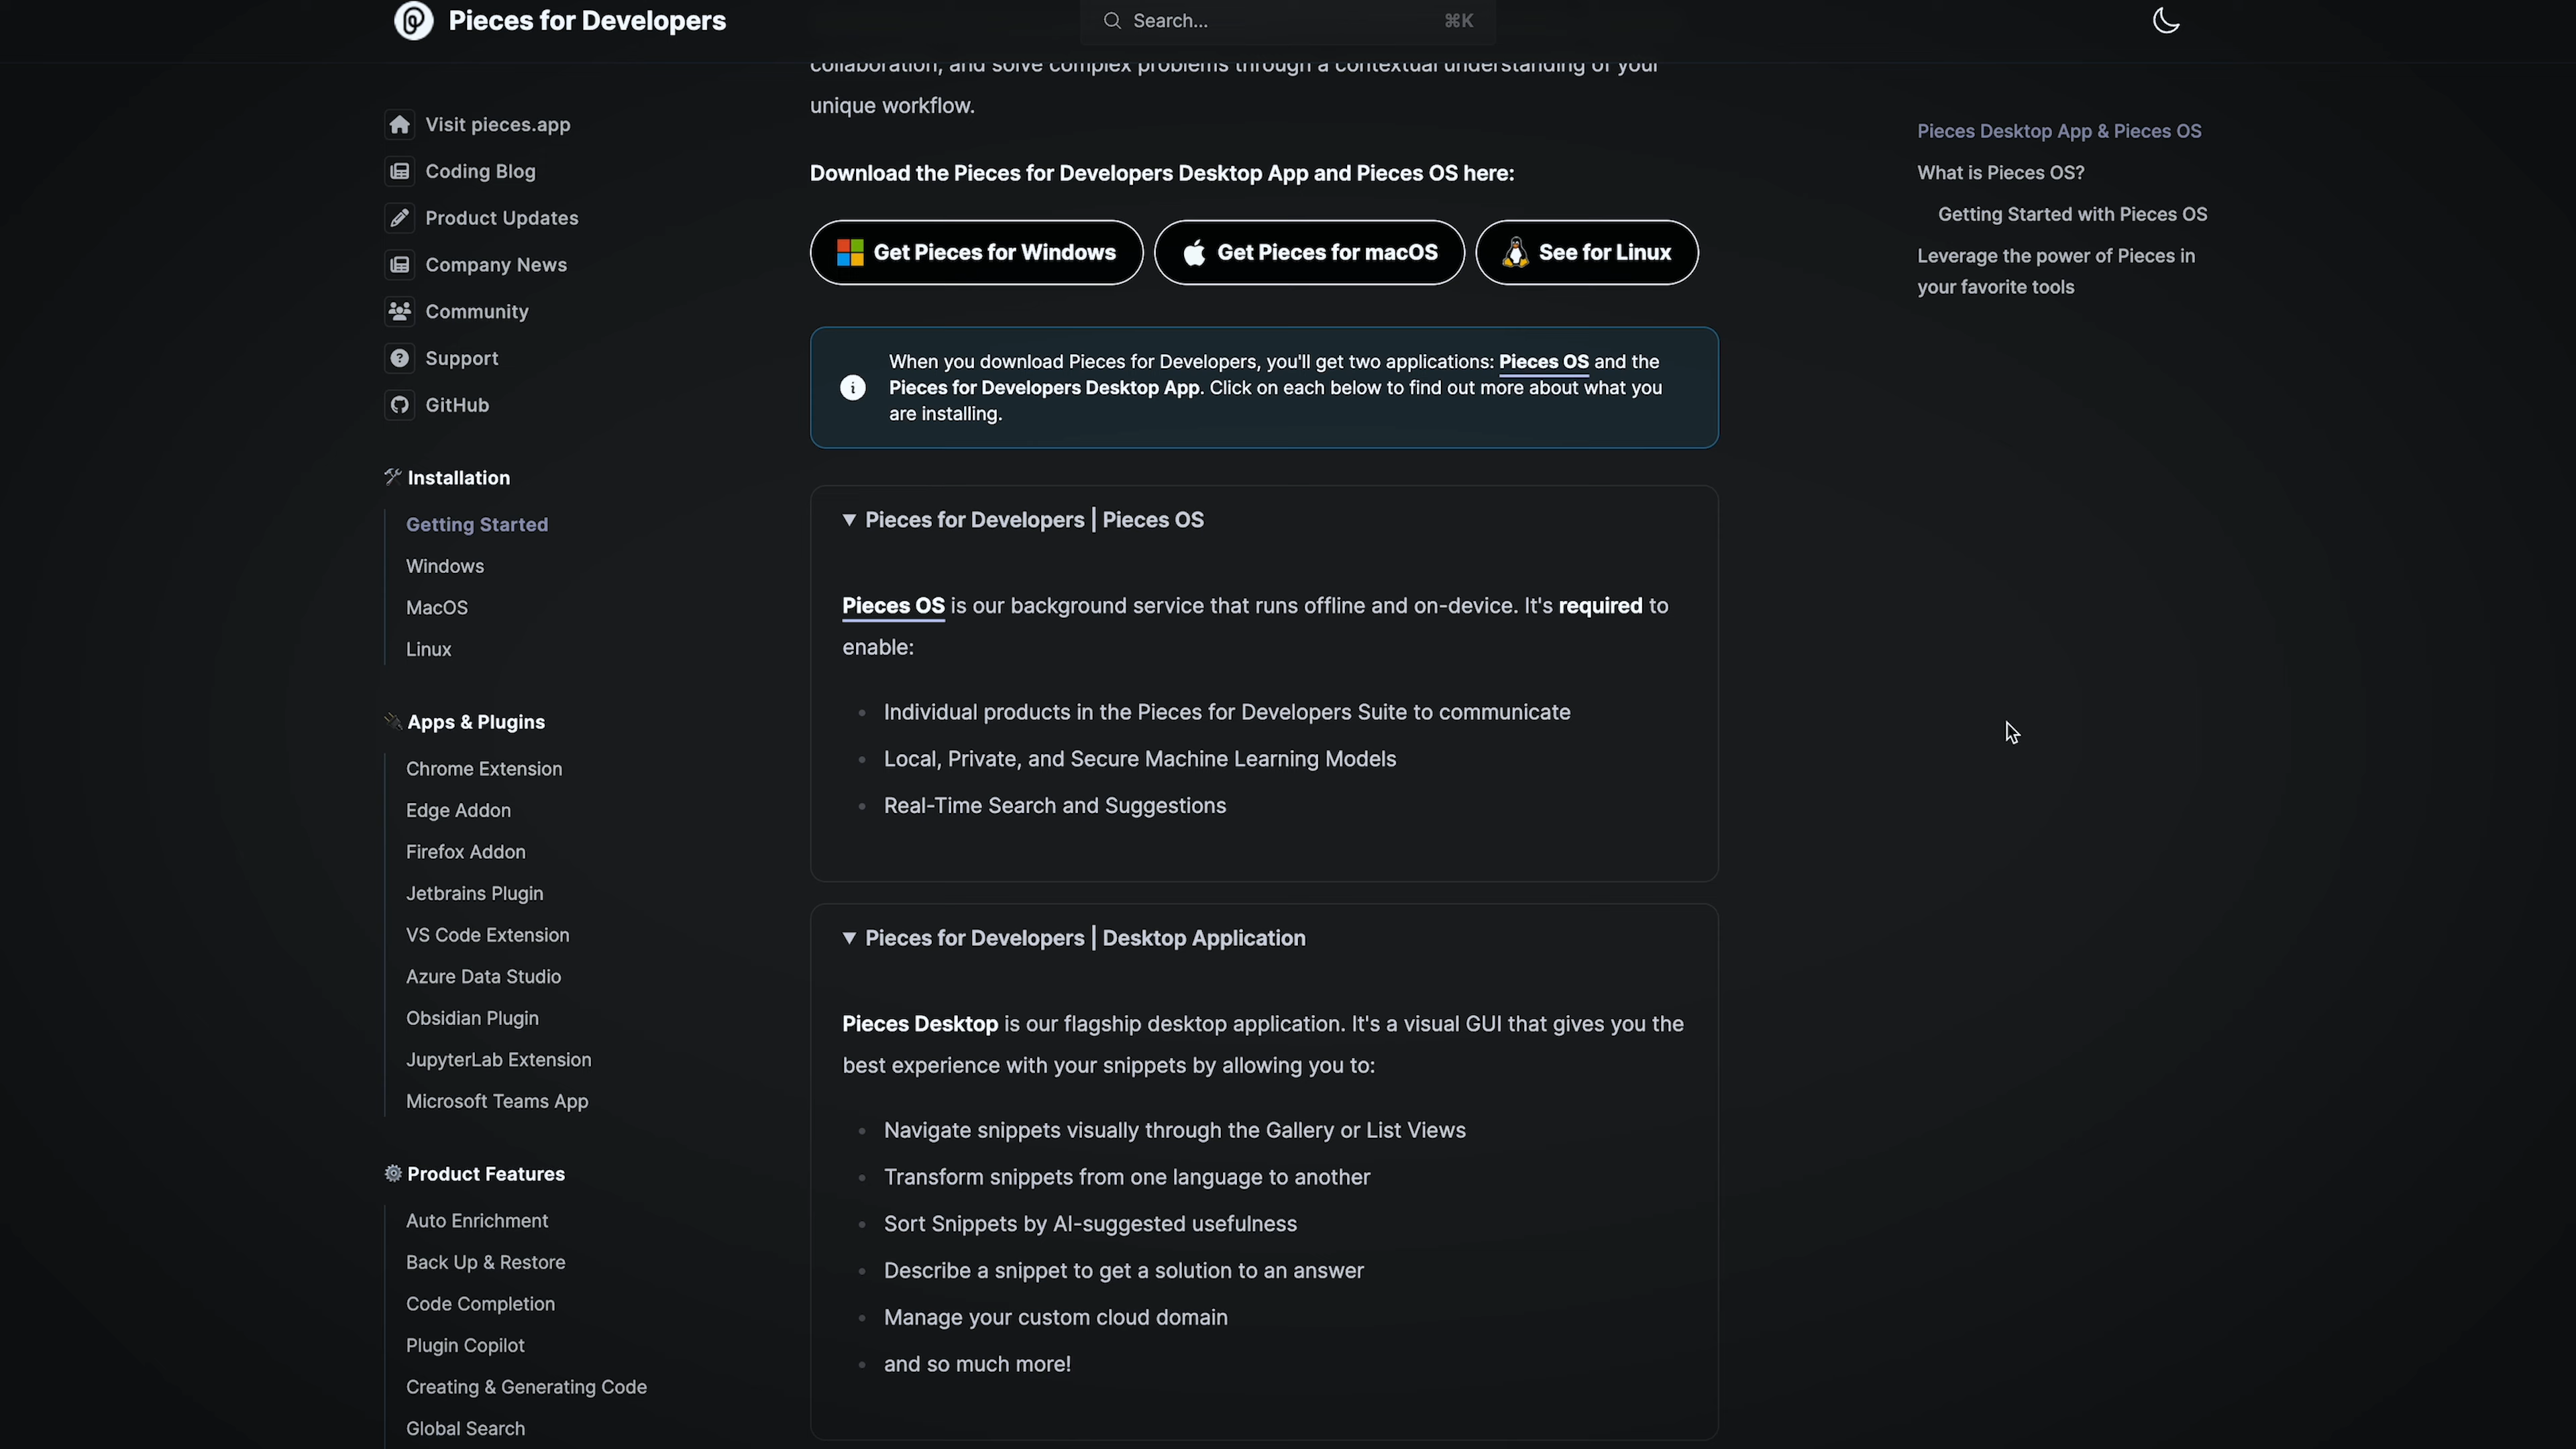 Pieces for Developers
Search...
⌘K
Visit pieces.app
Coding Blog
Product Updates
Company News
Community
Support
GitHub
🛠 Installation
Getting Started
Windows
MacOS
Linux
🔌 Apps & Plugins
Chrome Extension
Edge Addon
Firefox Addon
Jetbrains Plugin
VS Code Extension
Azure Data Studio
Obsidian Plugin
JupyterLab Extension
Microsoft Teams App
⚙️ Product Features
Auto Enrichment
Back Up & Restore
Code Completion
Plugin Copilot
Creating & Generating Code
Global Search
collaboration, and solve complex problems through a contextual understanding of your
unique workflow.
Download the Pieces for Developers Desktop App and Pieces OS here:
Get Pieces for Windows
Get Pieces for macOS
See for Linux
When you download Pieces for Developers, you'll get two applications: Pieces OS and the
Pieces for Developers Desktop App. Click on each below to find out more about what you
are installing.
▼ Pieces for Developers | Pieces OS
Pieces OS is our background service that runs offline and on-device. It's required to
enable:
• Individual products in the Pieces for Developers Suite to communicate
• Local, Private, and Secure Machine Learning Models
• Real-Time Search and Suggestions
▼ Pieces for Developers | Desktop Application
Pieces Desktop is our flagship desktop application. It's a visual GUI that gives you the
best experience with your snippets by allowing you to:
• Navigate snippets visually through the Gallery or List Views
• Transform snippets from one language to another
• Sort Snippets by AI-suggested usefulness
• Describe a snippet to get a solution to an answer
• Manage your custom cloud domain
• and so much more!
Pieces Desktop App & Pieces OS
What is Pieces OS?
Getting Started with Pieces OS
Leverage the power of Pieces in
your favorite tools